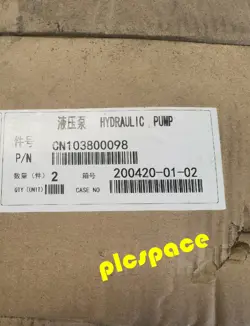 液压泵 HYDRAULIC PUMP
件号
P/N CN103800098
数量(件) 2 箱号 200420-01-02
QTY(UNIT) CASE NO
plcspace